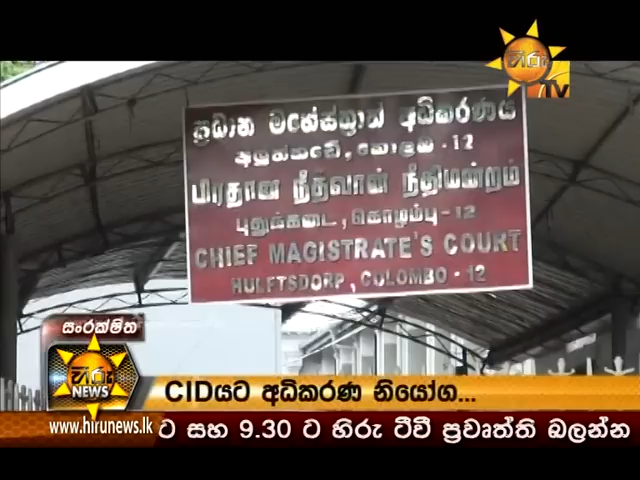 හිරු
TV
ප්‍රධාන මහේස්ත්‍රාත් අධිකරණය
අලුත්කඩේ, කොළඹ - 12
பிரதான நீதிவான் நீதிமன்றம்
புதுக்கடை, கொழும்பு - 12
CHIEF MAGISTRATE'S COURT
HULFTSDORP, COLOMBO - 12
සංරක්ෂිත
හිරු
NEWS
CIDයට අධිකරණ නියෝග...
www.hirunews.lk
ට සහ 9.30 ට හිරු ටීවී ප්‍රවෘත්ති බලන්න